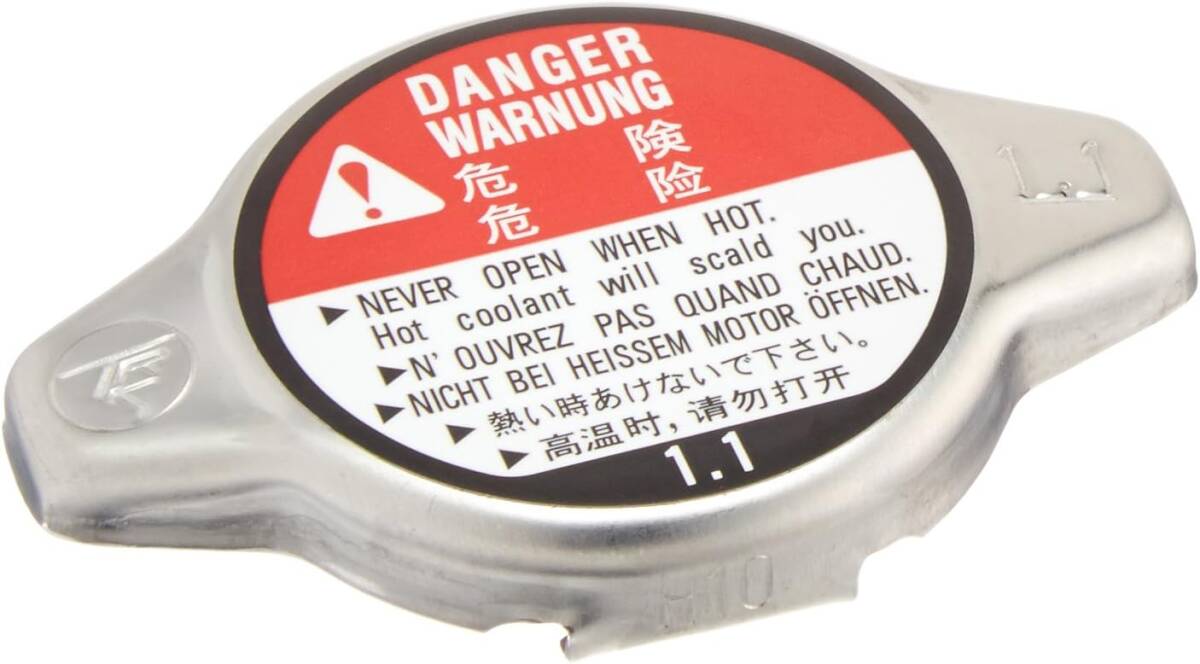 DANGER
WARNUNG
危 険
危 险
NEVER OPEN WHEN HOT.
Hot coolant will scald you.
N' OUVREZ PAS QUAND CHAUD.
NICHT BEI HEISSEM MOTOR ÖFFNEN.
熱い時あけないで下さい。
高温时，请勿打开
1.1
H10